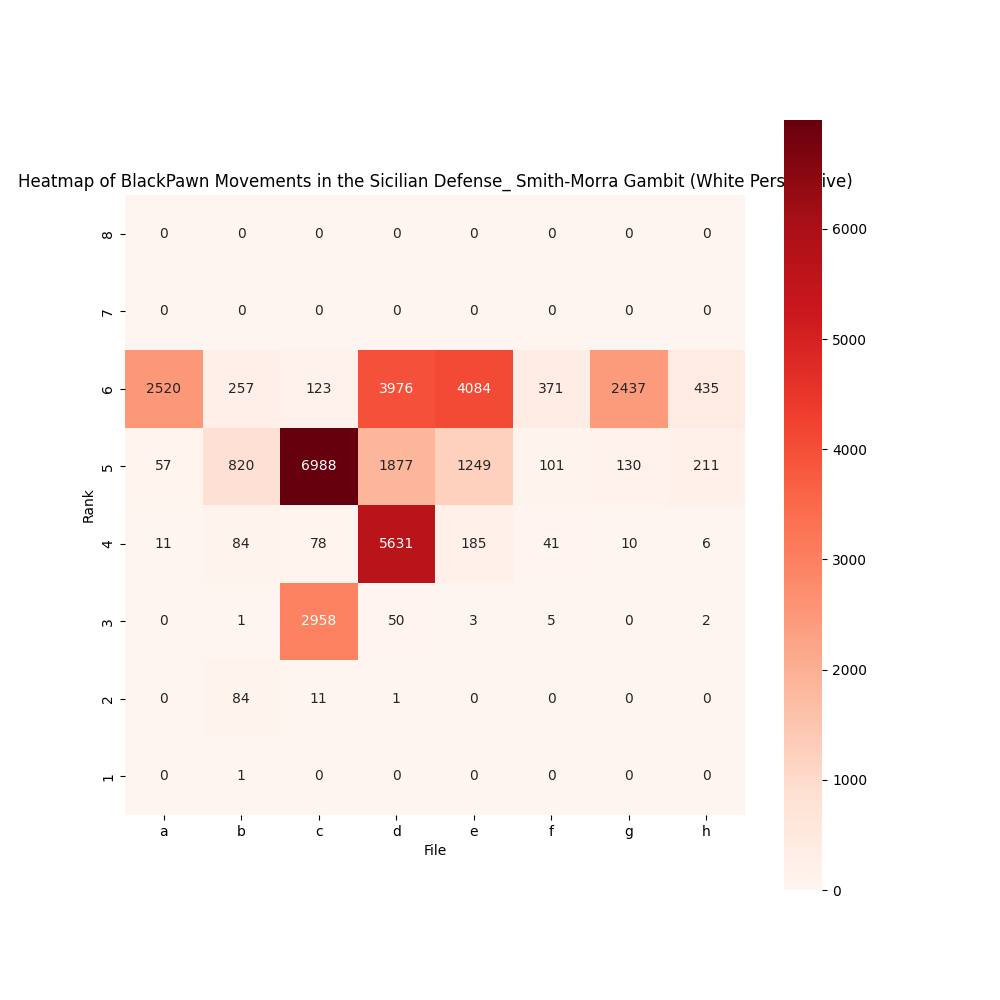 Heatmap of BlackPawn Movements in the Sicilian Defense_ Smith-Morra Gambit (White Pers ive)
8 0 0 0 0 0 0 0 0
7 0 0 0 0 0 0 0 0
6 2520 257 123 3976 4084 371 2437 435
5 57 820 6988 1877 1249 101 130 211
4 11 84 78 5631 185 41 10 6
3 0 1 2958 50 3 5 0 2
2 0 84 11 1 0 0 0 0
1 0 1 0 0 0 0 0 0
a b c d e f g h
Rank
File
6000
5000
4000
3000
2000
1000
0